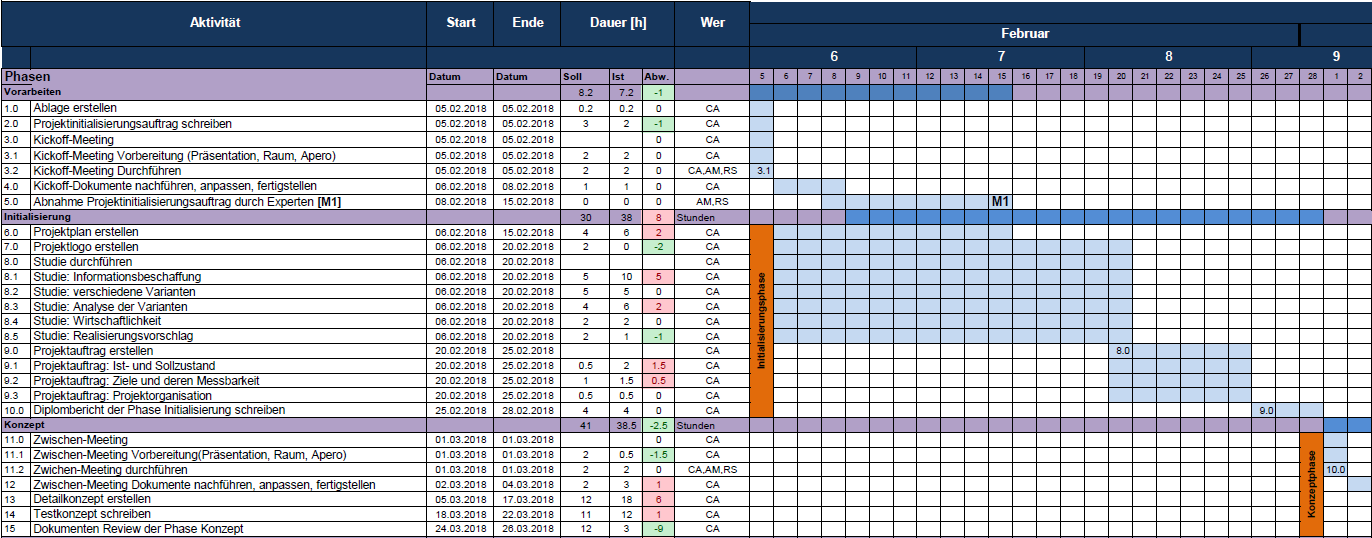 Aktivität Start Ende Dauer [h] Wer
Februar
6 7 8 9
Phasen Datum Datum Soll Ist Abw. 5 6 7 8 9 10 11 12 13 14 15 16 17 18 19 20 21 22 23 24 25 26 27 28 1 2
Vorarbeiten 8.2 7.2 -1
1.0 Ablage erstellen 05.02.2018 05.02.2018 0.2 0.2 0 CA
2.0 Projektinitialisierungsauftrag schreiben 05.02.2018 05.02.2018 3 2 -1 CA
3.0 Kickoff-Meeting 05.02.2018 05.02.2018 0 CA
3.1 Kickoff-Meeting Vorbereitung (Präsentation, Raum, Apero) 05.02.2018 05.02.2018 2 2 0 CA
3.2 Kickoff-Meeting Durchführen 05.02.2018 05.02.2018 2 2 0 CA,AM,RS 3.1
4.0 Kickoff-Dokumente nachführen, anpassen, fertigstellen 06.02.2018 08.02.2018 1 1 0 CA
5.0 Abnahme Projektinitialisierungsauftrag durch Experten [M1] 08.02.2018 15.02.2018 0 0 0 AM,RS M1
Initialisierung 30 38 8 Stunden
6.0 Projektplan erstellen 06.02.2018 15.02.2018 4 6 2 CA
7.0 Projektlogo erstellen 06.02.2018 20.02.2018 2 0 -2 CA
8.0 Studie durchführen 06.02.2018 20.02.2018 CA
8.1 Studie: Informationsbeschaffung 06.02.2018 20.02.2018 5 10 5 CA
8.2 Studie: verschiedene Varianten 06.02.2018 20.02.2018 5 5 0 CA
8.3 Studie: Analyse der Varianten 06.02.2018 20.02.2018 4 6 2 CA
8.4 Studie: Wirtschaftlichkeit 06.02.2018 20.02.2018 2 2 0 CA
8.5 Studie: Realisierungsvorschlag 06.02.2018 20.02.2018 2 1 -1 CA
9.0 Projektauftrag erstellen 20.02.2018 25.02.2018 CA 8.0
9.1 Projektauftrag: Ist- und Sollzustand 20.02.2018 25.02.2018 0.5 2 1.5 CA
9.2 Projektauftrag: Ziele und deren Messbarkeit 20.02.2018 25.02.2018 1 1.5 0.5 CA
9.3 Projektauftrag: Projektorganisation 20.02.2018 25.02.2018 0.5 0.5 0 CA
10.0 Diplombericht der Phase Initialisierung schreiben 25.02.2018 28.02.2018 4 4 0 CA 9.0
Initialisierungsphase
Konzept 41 38.5 -2.5 Stunden
11.0 Zwischen-Meeting 01.03.2018 01.03.2018 0 CA
11.1 Zwischen-Meeting Vorbereitung(Präsentation, Raum, Apero) 01.03.2018 01.03.2018 2 0.5 -1.5 CA
11.2 Zwichen-Meeting durchführen 01.03.2018 01.03.2018 2 2 0 CA,AM,RS 10.0
12 Zwischen-Meeting Dokumente nachführen, anpassen, fertigstellen 02.03.2018 04.03.2018 2 3 1 CA
13 Detailkonzept erstellen 05.03.2018 17.03.2018 12 18 6 CA
14 Testkonzept schreiben 18.03.2018 22.03.2018 11 12 1 CA
15 Dokumenten Review der Phase Konzept 24.03.2018 26.03.2018 12 3 -9 CA
Konzeptphase